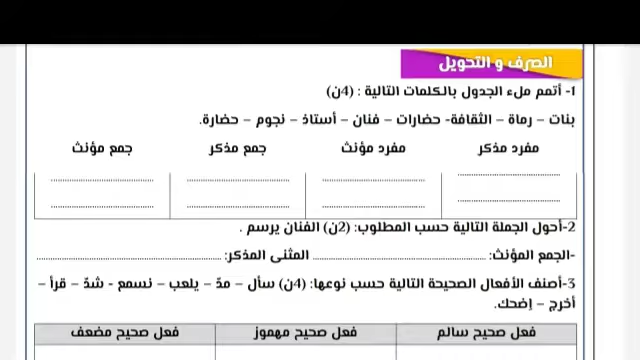 الصرف و التحويل
1- أتمم ملء الجدول بالكلمات التالية : (4ن)
بنات – رماة – الثقافة- حضارات – فنان – أستاذ – نجوم – حضارة.
مفرد مذكر مفرد مؤنث جمع مذكر جمع مؤنث
2-أحول الجملة التالية حسب المطلوب: (2ن) الفنان يرسم .
-الجمع المؤنث:................................................ المثنى المذكر:................................................
3-أصنف الأفعال الصحيحة التالية حسب نوعها: (4ن) سأل – مدّ – يلعب – نسمع - شدّ – قرأ –
أخرج – إضحك.
فعل صحيح سالم فعل صحيح مهموز فعل صحيح مضعف